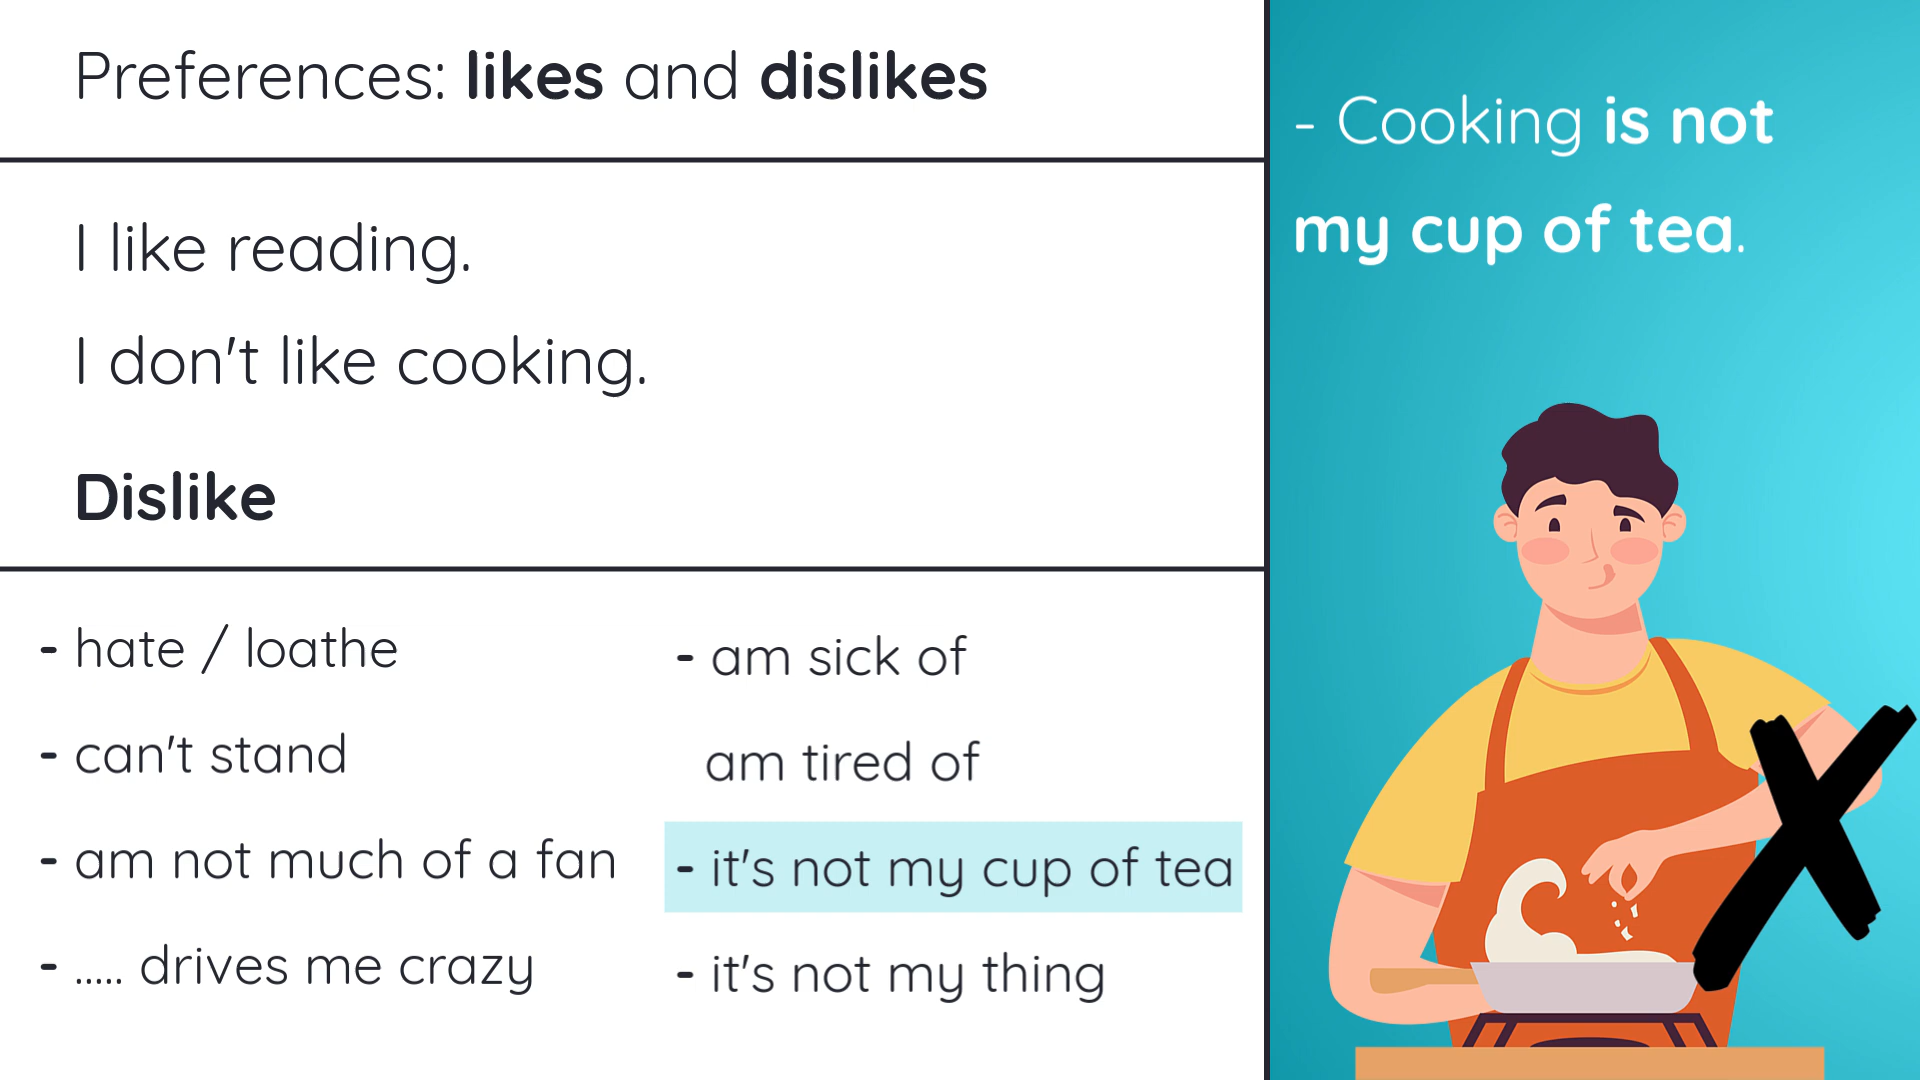 Preferences: likes and dislikes
I like reading.
I don't like cooking.
Dislike
- hate / loathe
- can't stand
- am not much of a fan
- ..... drives me crazy
- am sick of
am tired of
- it's not my cup of tea
- it's not my thing
- Cooking is not
my cup of tea.